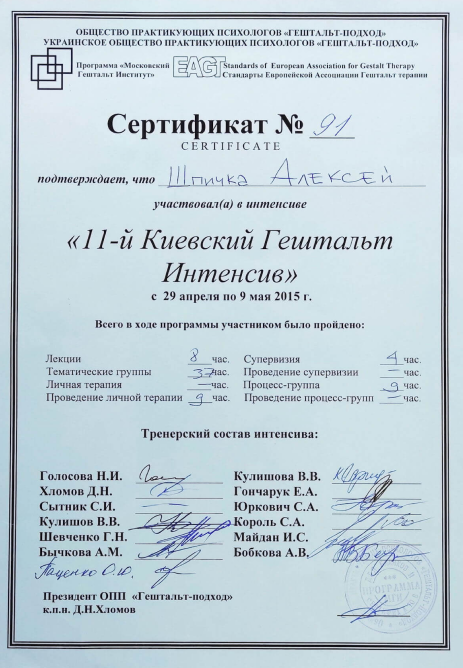 ОБЩЕСТВО ПРАКТИКУЮЩИХ ПСИХОЛОГОВ «ГЕШТАЛЬТ-ПОДХОД»
УКРАИНСКОЕ ОБЩЕСТВО ПРАКТИКУЮЩИХ ПСИХОЛОГОВ «ГЕШТАЛЬТ-ПОДХОД»
Программа «Московский Гештальт Институт»
EAGT
Standards of European Association for Gestalt Therapy
Стандарты Европейской Ассоциации Гештальт терапии
Сертификат № 91
CERTIFICATE
подтверждает, что Шпичка Алексей
участвовал(а) в интенсиве
«11-й Киевский Гештальт
Интенсив»
с 29 апреля по 9 мая 2015 г.
Всего в ходе программы участником было пройдено:
Лекции 8 час. Супервизия 4 час.
Тематические группы 37 час. Проведение супервизии — час.
Личная терапия — час. Процесс-группа 9 час.
Проведение личной терапии 9 час. Проведение процесс-групп — час.
Тренерский состав интенсива:
Голосова Н.И. Кулишова В.В.
Хломов Д.Н. Гончарук Е.А.
Сытник С.И. — Юркович С.А.
Кулишов В.В. Король С.А.
Шевченко Г.Н. Майдан И.С.
Бычкова А.М. Бобкова А.В,
Паценко О.Ю.
Президент ОПП «Гештальт-подход»
к.п.н. Д.Н.Хломов